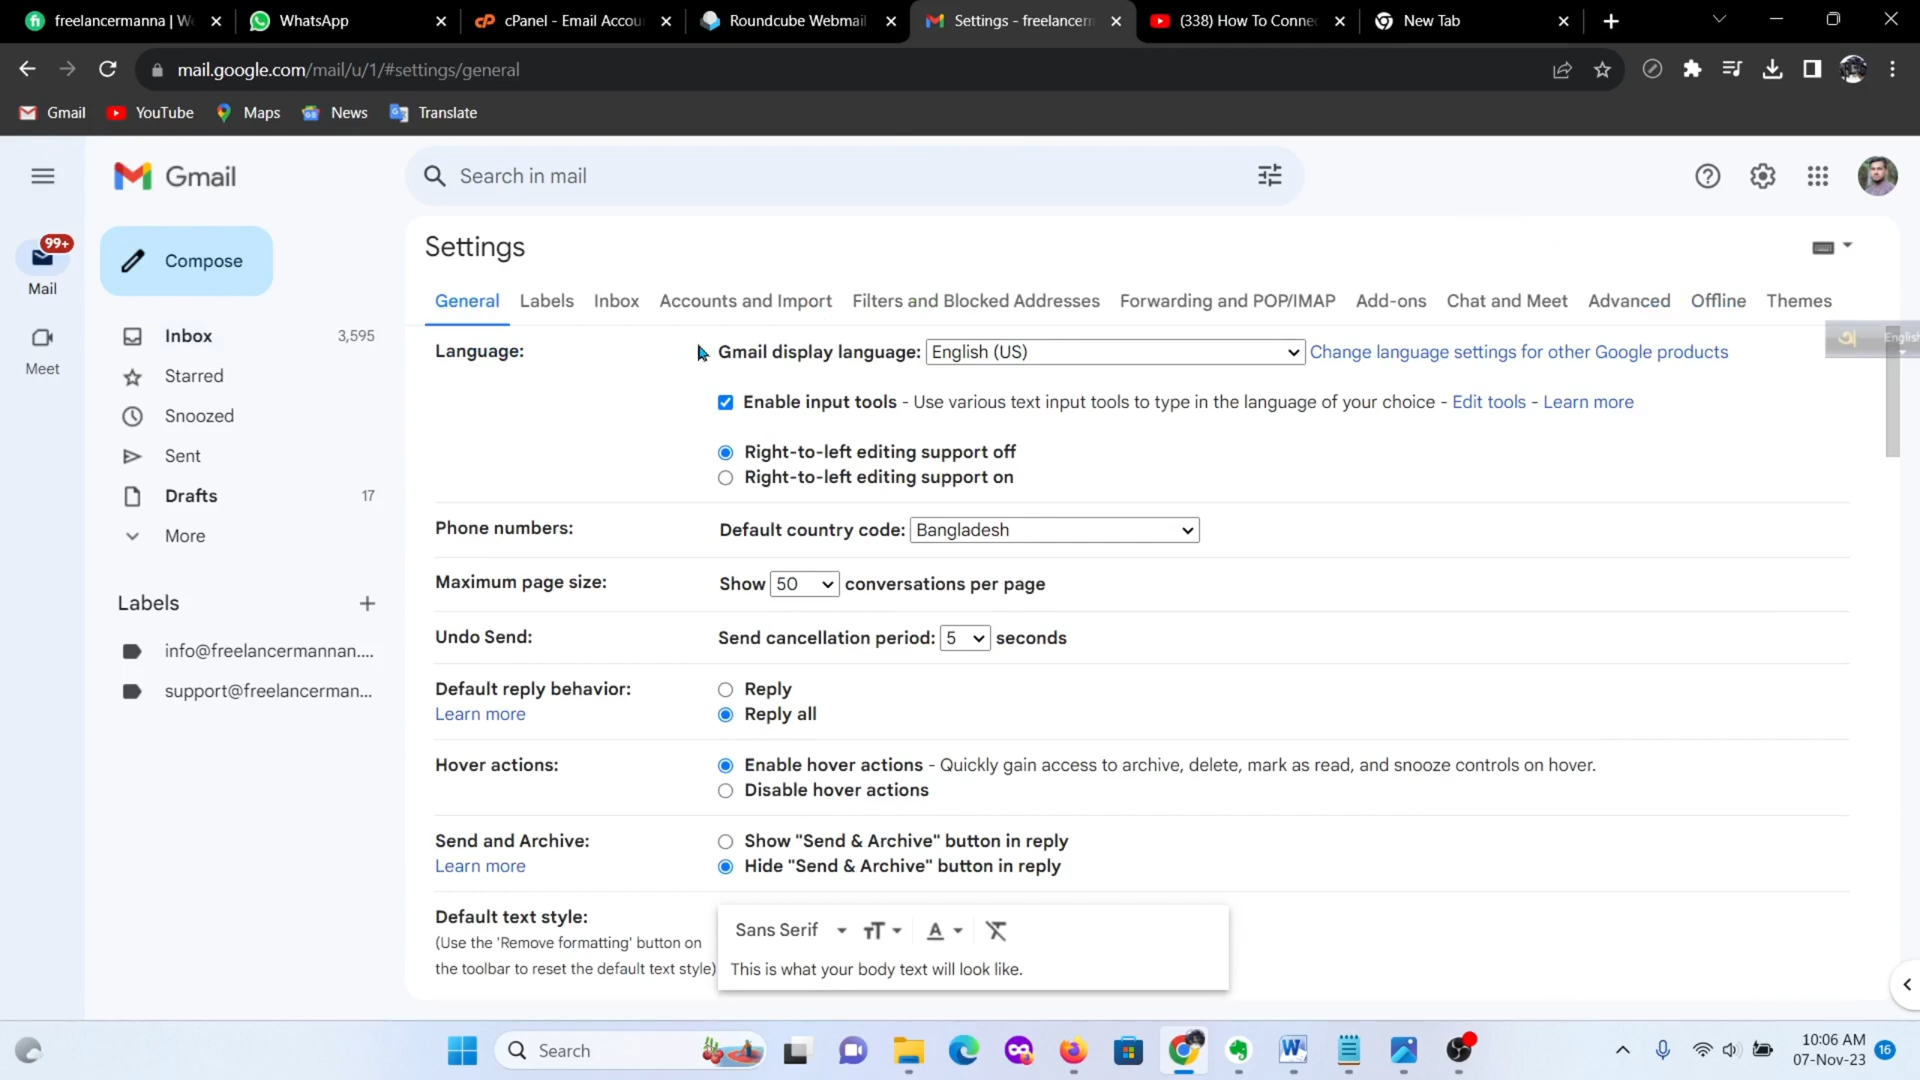 freelancermanna | We
WhatsApp
cPanel - Email Accou
Roundcube Webmail
Settings - freelancerm
(338) How To Connec
New Tab
mail.google.com/mail/u/1/#settings/general
Gmail
YouTube
Maps
News
Translate
Gmail
Search in mail
99+
Mail
Meet
Compose
Inbox 3,595
Starred
Snoozed
Sent
Drafts 17
More
Labels
info@freelancermannan....
support@freelancerman...
Settings
General Labels Inbox Accounts and Import Filters and Blocked Addresses Forwarding and POP/IMAP Add-ons Chat and Meet Advanced Offline Themes
অ English
Language: Gmail display language: English (US) Change language settings for other Google products
Enable input tools - Use various text input tools to type in the language of your choice - Edit tools - Learn more
Right-to-left editing support off
Right-to-left editing support on
Phone numbers: Default country code: Bangladesh
Maximum page size: Show 50 conversations per page
Undo Send: Send cancellation period: 5 seconds
Default reply behavior: Reply
Learn more Reply all
Hover actions: Enable hover actions - Quickly gain access to archive, delete, mark as read, and snooze controls on hover.
Disable hover actions
Send and Archive: Show "Send & Archive" button in reply
Learn more Hide "Send & Archive" button in reply
Default text style: Sans Serif
(Use the 'Remove formatting' button on
the toolbar to reset the default text style) This is what your body text will look like.
Search
10:06 AM
07-Nov-23
16